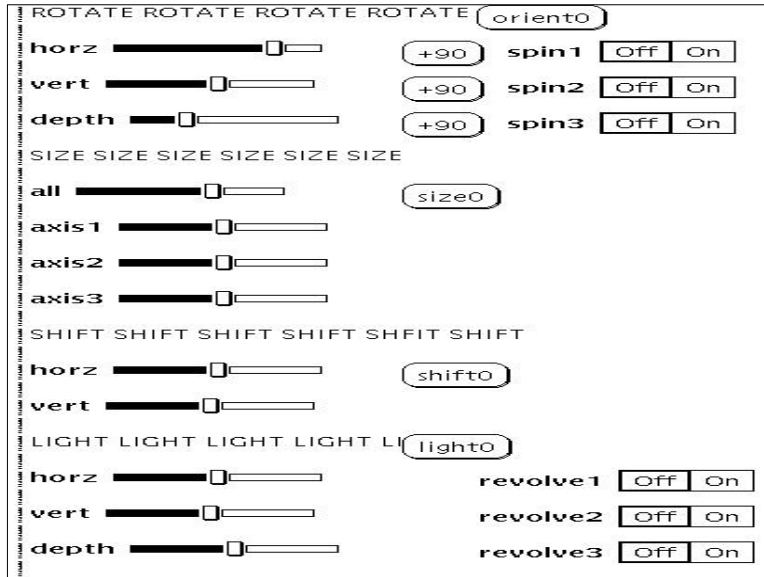 ROTATE ROTATE ROTATE ROTATE orient0
horz +90 spin1 Off On
vert +90 spin2 Off On
depth +90 spin3 Off On
SIZE SIZE SIZE SIZE SIZE SIZE
all size0
axis1
axis2
axis3
SHIFT SHIFT SHIFT SHIFT SHFIT SHIFT
horz shift0
vert
LIGHT LIGHT LIGHT LIGHT LI light0
horz revolve1 Off On
vert revolve2 Off On
depth revolve3 Off On